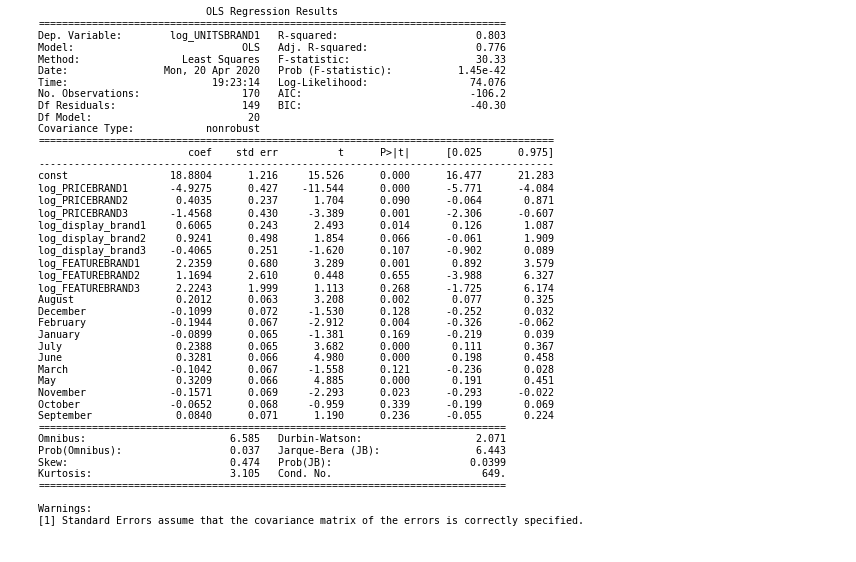 OLS Regression Results
==============================================================================
Dep. Variable:        log_UNITSBRAND1   R-squared:                       0.803
Model:                            OLS   Adj. R-squared:                  0.776
Method:                 Least Squares   F-statistic:                     30.33
Date:                Mon, 20 Apr 2020   Prob (F-statistic):           1.45e-42
Time:                        19:23:14   Log-Likelihood:                 74.076
No. Observations:                 170   AIC:                            -106.2
Df Residuals:                     149   BIC:                            -40.30
Df Model:                          20
Covariance Type:            nonrobust
======================================================================================
                         coef    std err          t      P>|t|      [0.025      0.975]
--------------------------------------------------------------------------------------
const                 18.8804      1.216     15.526      0.000      16.477      21.283
log_PRICEBRAND1       -4.9275      0.427    -11.544      0.000      -5.771      -4.084
log_PRICEBRAND2        0.4035      0.237      1.704      0.090      -0.064       0.871
log_PRICEBRAND3       -1.4568      0.430     -3.389      0.001      -2.306      -0.607
log_display_brand1     0.6065      0.243      2.493      0.014       0.126       1.087
log_display_brand2     0.9241      0.498      1.854      0.066      -0.061       1.909
log_display_brand3    -0.4065      0.251     -1.620      0.107      -0.902       0.089
log_FEATUREBRAND1      2.2359      0.680      3.289      0.001       0.892       3.579
log_FEATUREBRAND2      1.1694      2.610      0.448      0.655      -3.988       6.327
log_FEATUREBRAND3      2.2243      1.999      1.113      0.268      -1.725       6.174
August                 0.2012      0.063      3.208      0.002       0.077       0.325
December              -0.1099      0.072     -1.530      0.128      -0.252       0.032
February              -0.1944      0.067     -2.912      0.004      -0.326      -0.062
January               -0.0899      0.065     -1.381      0.169      -0.219       0.039
July                   0.2388      0.065      3.682      0.000       0.111       0.367
June                   0.3281      0.066      4.980      0.000       0.198       0.458
March                 -0.1042      0.067     -1.558      0.121      -0.236       0.028
May                    0.3209      0.066      4.885      0.000       0.191       0.451
November              -0.1571      0.069     -2.293      0.023      -0.293      -0.022
October               -0.0652      0.068     -0.959      0.339      -0.199       0.069
September              0.0840      0.071      1.190      0.236      -0.055       0.224
==============================================================================
Omnibus:                        6.585   Durbin-Watson:                   2.071
Prob(Omnibus):                  0.037   Jarque-Bera (JB):                6.443
Skew:                           0.474   Prob(JB):                       0.0399
Kurtosis:                       3.105   Cond. No.                         649.
==============================================================================

Warnings:
[1] Standard Errors assume that the covariance matrix of the errors is correctly specified.